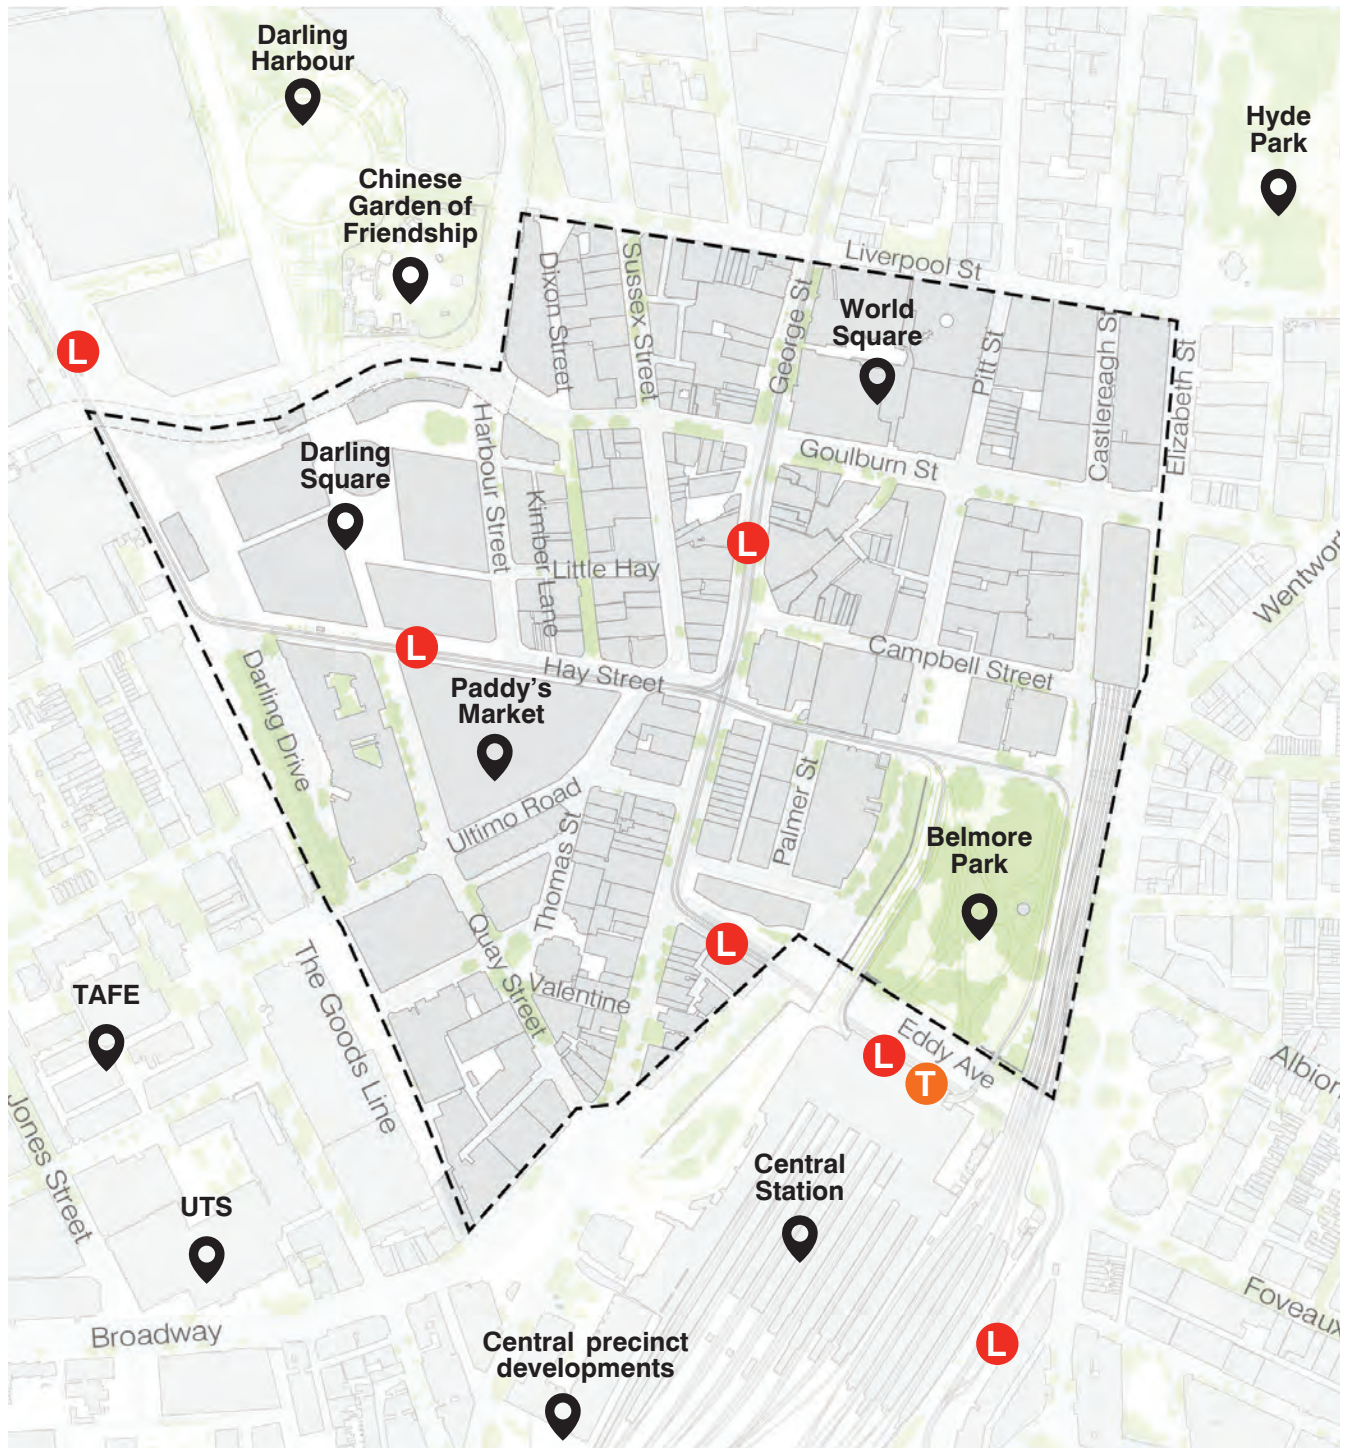 Darling
Harbour
Hyde
Park
Chinese
Garden of
Friendship
Liverpool St
Dixon Street
Sussex Street
George St
World
Square
Pitt St
Castlereagh St
Elizabeth St
L
Harbour Street
Goulburn St
Darling
Square
Kimber Lane
L
Little Hay
Wentwor
L
Hay Street
Campbell Street
Darling Drive
Paddy's
Market
Ultimo Road
Thomas St
Palmer St
Belmore
Park
Quay Street
L
Valentine
The Goods Line
TAFE
Eddy Ave
L
T
Albion
Jones Street
Central
Station
UTS
Foveaux
Broadway
Central precinct
developments
L